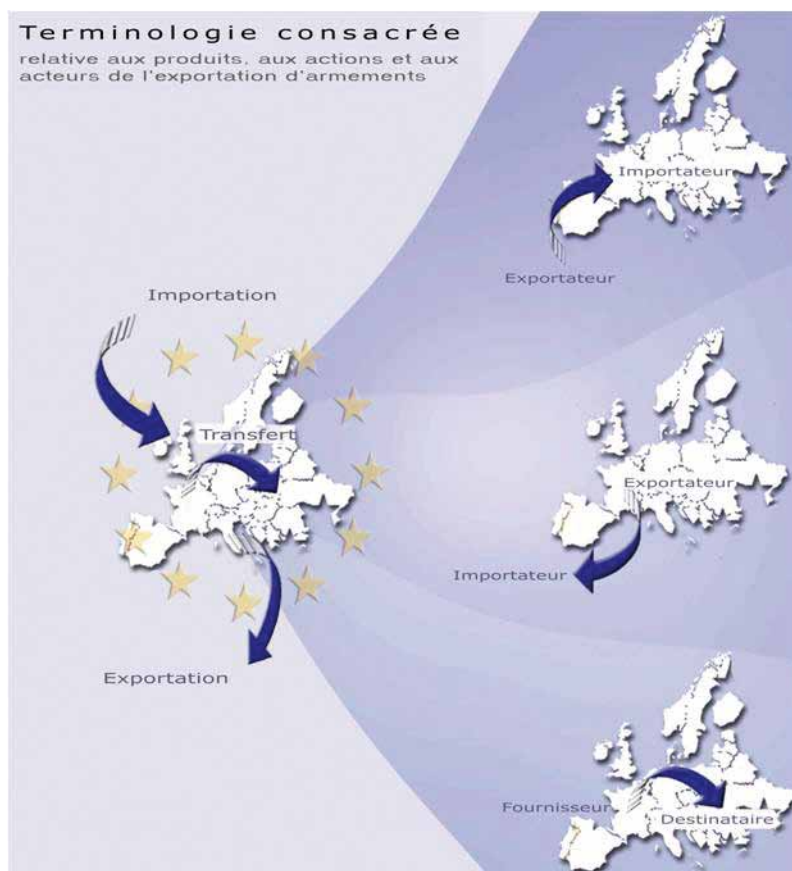 Terminologie consacrée
relative aux produits, aux actions et aux
acteurs de l'exportation d'armements
Importation
Transfert
Exportation
Importateur
Exportateur
Exportateur
Importateur
Fournisseur
Destinataire